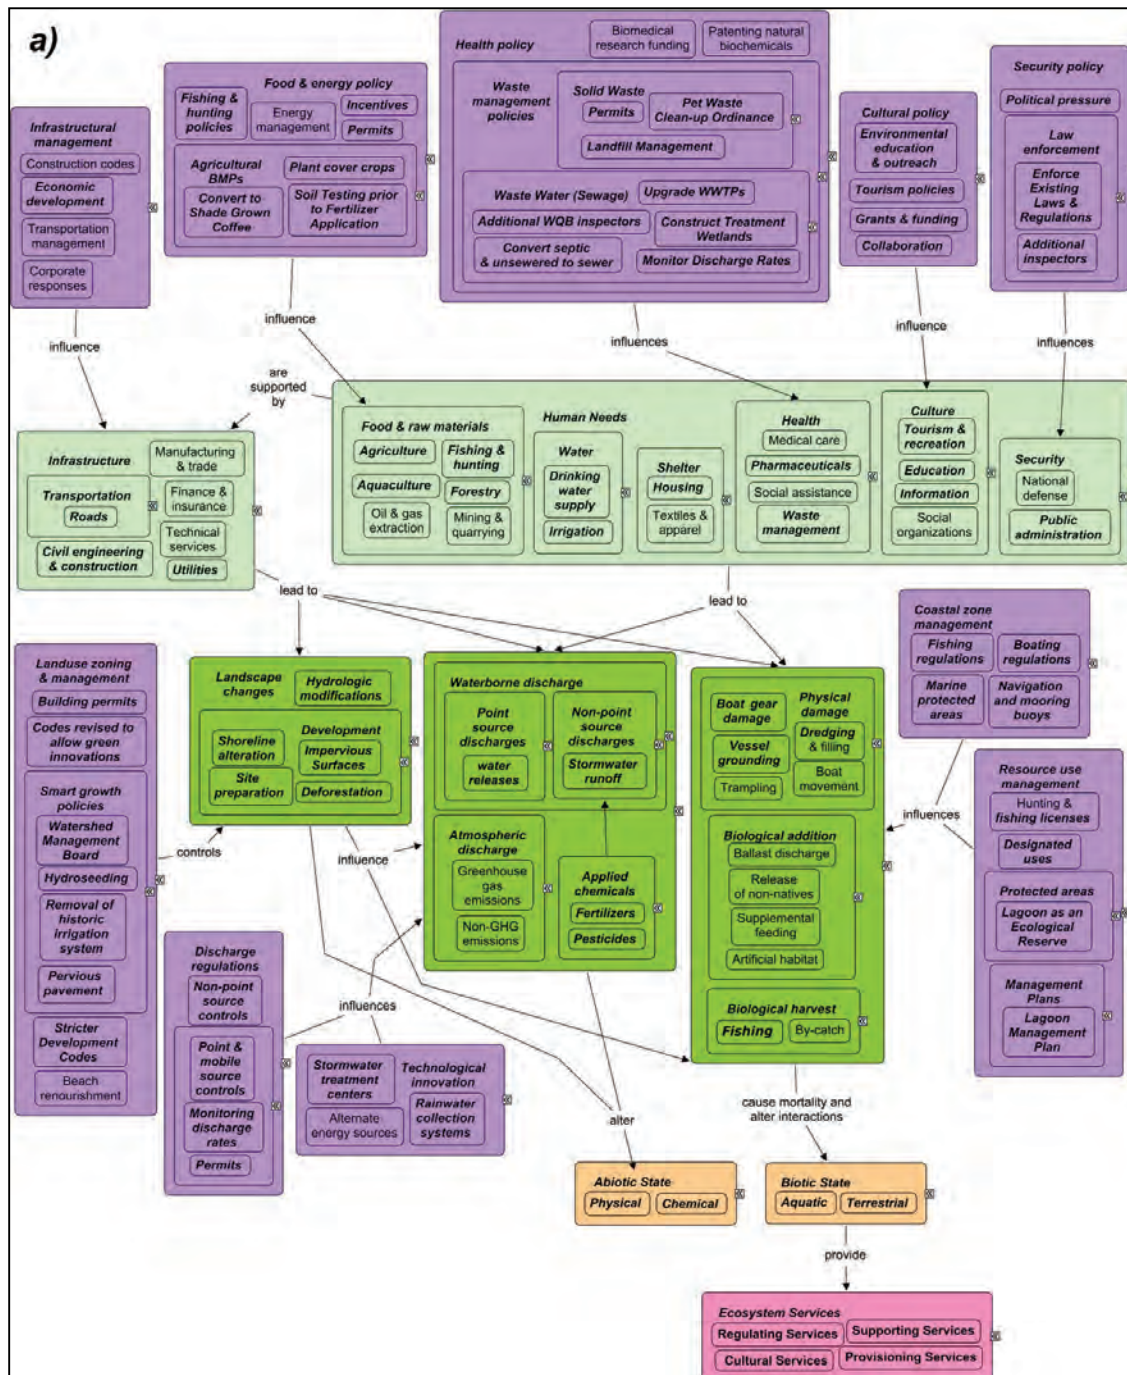 a)
Infrastructural
management
Construction codes
Economic
development
Transportation
management
Corporate
responses
Food & energy policy
Fishing &
hunting
policies
Energy
management
Incentives
Permits
Agricultural
BMPs
Plant cover crops
Convert to
Shade Grown
Coffee
Soil Testing prior
to Fertilizer
Application
Health policy
Biomedical
research funding
Patenting natural
biochemicals
Waste
management
policies
Solid Waste
Permits
Pet Waste
Clean-up Ordinance
Landfill Management
Waste Water (Sewage)
Upgrade WWTPs
Additional WQB inspectors
Construct Treatment
Wetlands
Convert septic
& unsewered to sewer
Monitor Discharge Rates
Cultural policy
Environmental
education
& outreach
Tourism policies
Grants & funding
Collaboration
Security policy
Political pressure
Law
enforcement
Enforce
Existing
Laws &
Regulations
Additional
inspectors
influence
influence
influences
influence
influences
are
supported
by
Infrastructure
Manufacturing
& trade
Transportation
Roads
Finance &
insurance
Technical
services
Civil engineering
& construction
Utilities
Human Needs
Food & raw materials
Agriculture
Fishing &
hunting
Aquaculture
Forestry
Oil & gas
extraction
Mining &
quarrying
Water
Drinking
water
supply
Irrigation
Shelter
Housing
Textiles &
apparel
Health
Medical care
Pharmaceuticals
Social assistance
Waste
management
Culture
Tourism &
recreation
Education
Information
Social
organizations
Security
National
defense
Public
administration
lead to
lead to
Landuse zoning
& management
Building permits
Codes revised to
allow green
innovations
Smart growth
policies
Watershed
Management
Board
Hydroseeding
Removal of
historic
irrigation
system
Pervious
pavement
Stricter
Development
Codes
Beach
renourishment
controls
Landscape
changes
Hydrologic
modifications
Development
Shoreline
alteration
Impervious
Surfaces
Site
preparation
Deforestation
influence
Waterborne discharge
Point
source
discharges
water
releases
Non-point
source
discharges
Stormwater
runoff
Atmospheric
discharge
Greenhouse
gas
emissions
Non-GHG
emissions
Applied
chemicals
Fertilizers
Pesticides
Boat gear
damage
Physical
damage
Vessel
grounding
Dredging
& filling
Trampling
Boat
movement
Biological addition
Ballast discharge
Release
of non-natives
Supplemental
feeding
Artificial habitat
Biological harvest
Fishing
By-catch
Coastal zone
management
Fishing
regulations
Boating
regulations
Marine
protected
areas
Navigation
and mooring
buoys
influences
Resource use
management
Hunting &
fishing licenses
Designated
uses
Protected areas
Lagoon as an
Ecological
Reserve
Management
Plans
Lagoon
Management
Plan
Discharge
regulations
Non-point
source
controls
Point &
mobile
source
controls
Monitoring
discharge
rates
Permits
influences
Stormwater
treatment
centers
Technological
innovation
Alternate
energy sources
Rainwater
collection
systems
alter
cause mortality and
alter interactions
Abiotic State
Physical
Chemical
Biotic State
Aquatic
Terrestrial
provide
Ecosystem Services
Regulating Services
Supporting Services
Cultural Services
Provisioning Services